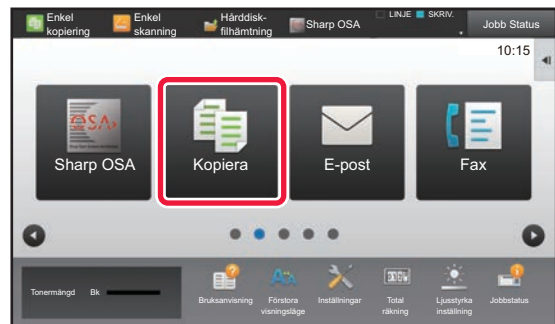 Enkel
kopiering
Enkel
skanning
Hårddisk-
filhämtning
Sharp OSA
LINJE
SKRIV.
Jobb Status
10:15
OSA
Sharp OSA
Kopiera
E-post
Fax
Tonermängd
Bk
Bruksanvisning
Förstora
visningsläge
Inställningar
Total
räkning
Ljusstyrka
inställning
Jobbstatus